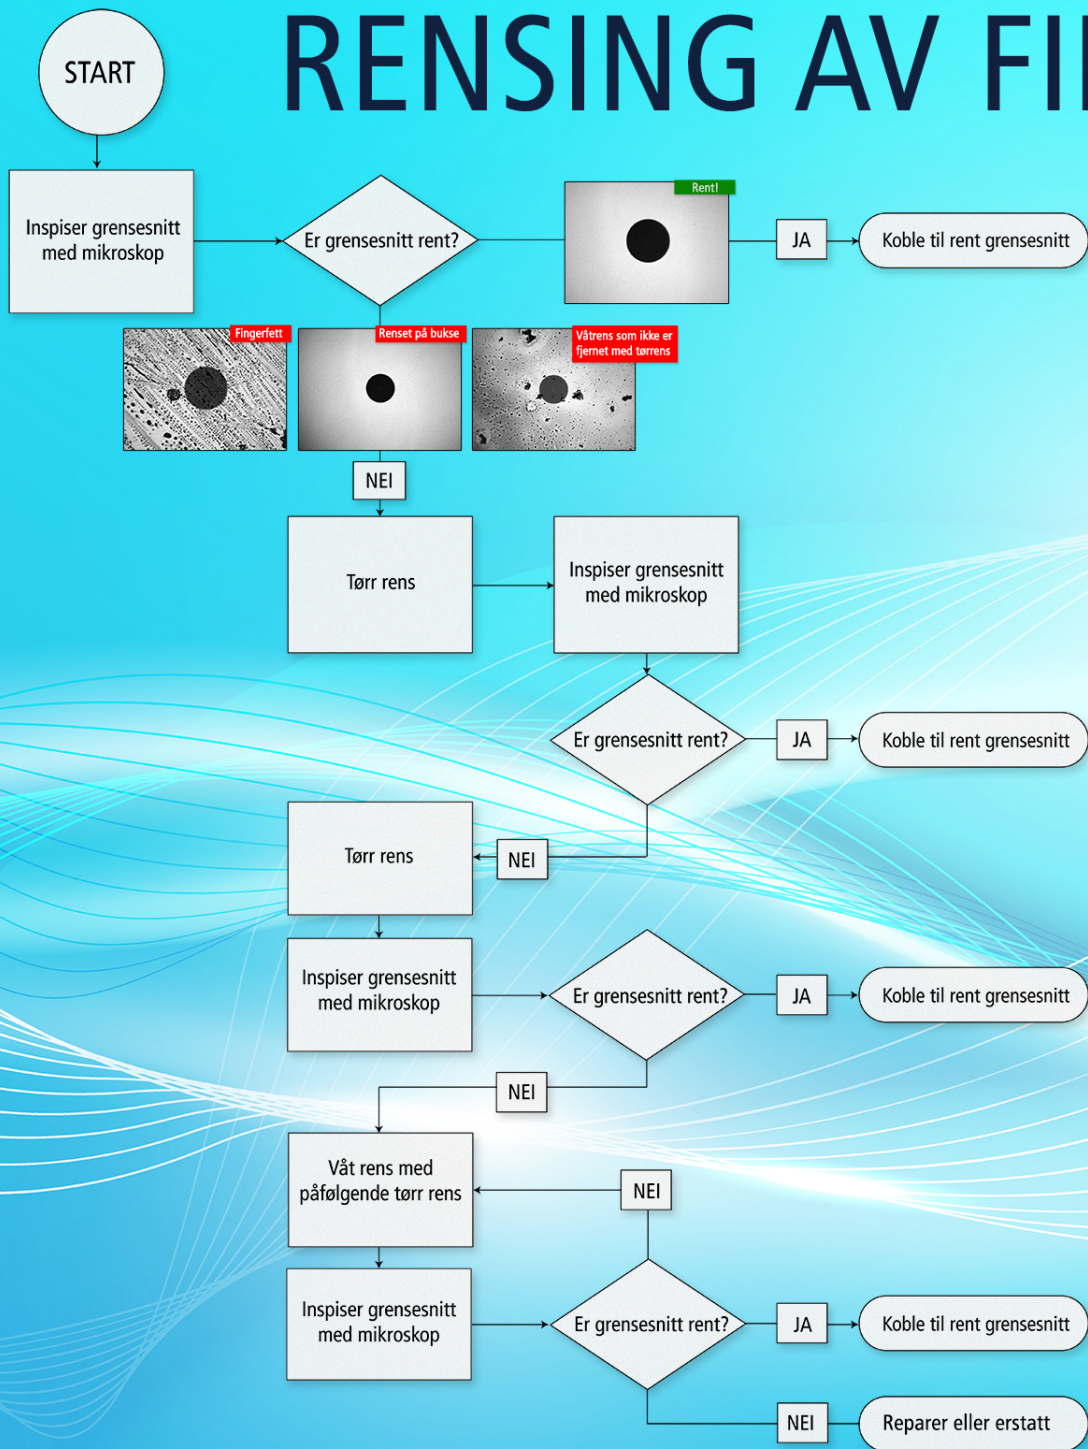 START
RENSING AV FI
Inspiser grensesnitt
med mikroskop
Er grensesnitt rent?
Rent!
JA
Koble til rent grensesnitt
Fingerfett
Renset på bukse
Våtrens som ikke er
fjernet med tørrens
NEI
Tørr rens
Inspiser grensesnitt
med mikroskop
Er grensesnitt rent?
JA
Koble til rent grensesnitt
NEI
Tørr rens
Inspiser grensesnitt
med mikroskop
Er grensesnitt rent?
JA
Koble til rent grensesnitt
NEI
Våt rens med
påfølgende tørr rens
NEI
Inspiser grensesnitt
med mikroskop
Er grensesnitt rent?
JA
Koble til rent grensesnitt
NEI
Reparer eller erstatt